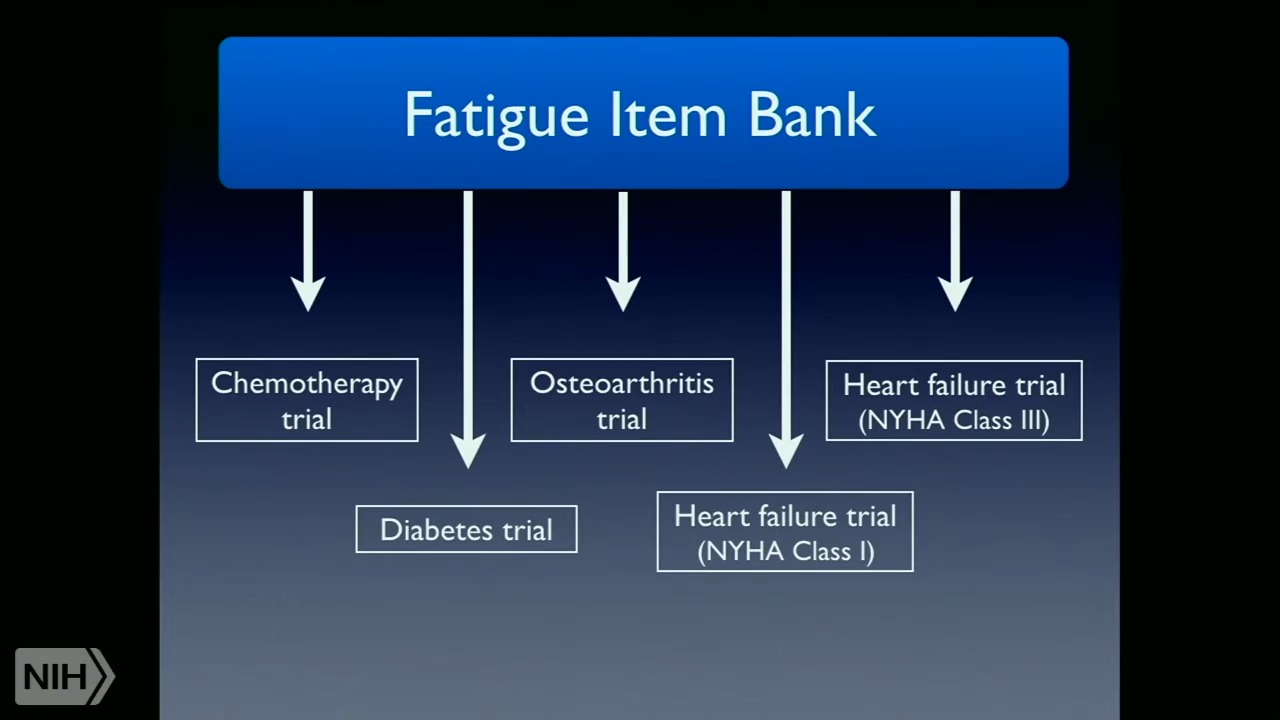 Fatigue Item Bank
Chemotherapy
trial
Osteoarthritis
trial
Heart failure trial
(NYHA Class III)
Diabetes trial
Heart failure trial
(NYHA Class I)
NIH